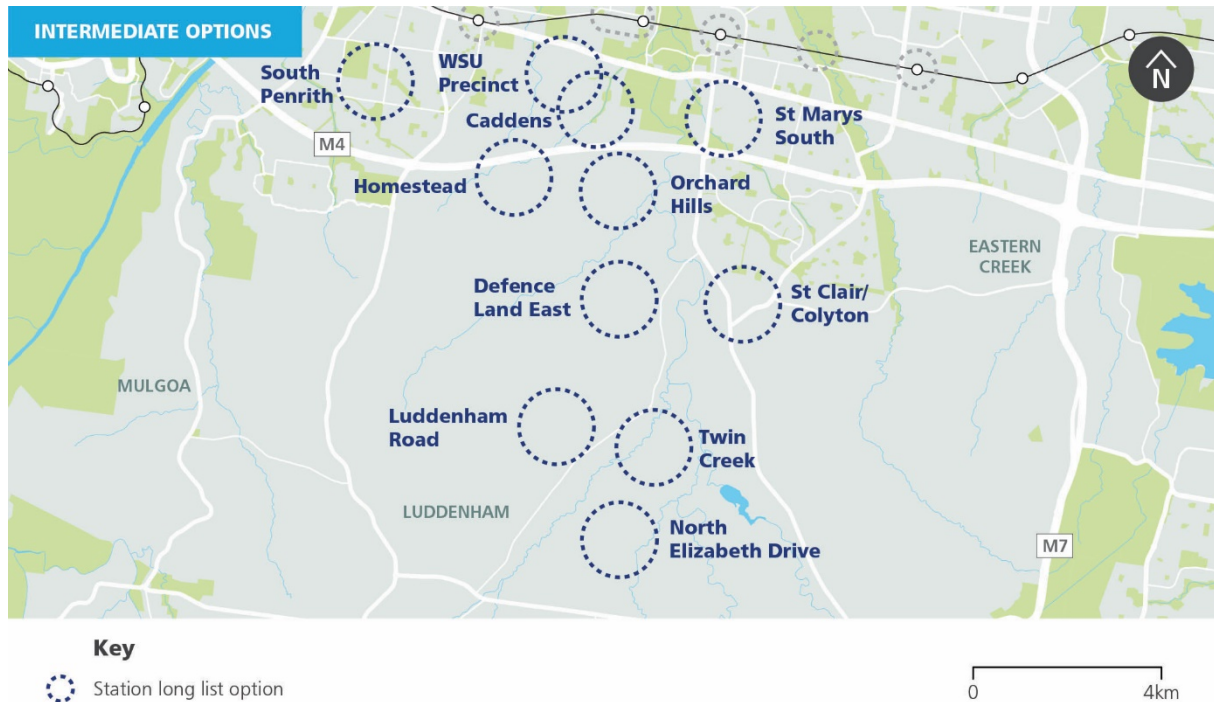 INTERMEDIATE OPTIONS
N
South
Penrith
WSU
Precinct
Caddens
St Marys
South
M4
Homestead
Orchard
Hills
EASTERN
CREEK
Defence
Land East
St Clair/
Colyton
MULGOA
Luddenham
Road
Twin
Creek
LUDDENHAM
North
Elizabeth Drive
M7
Key
Station long list option
0 4km